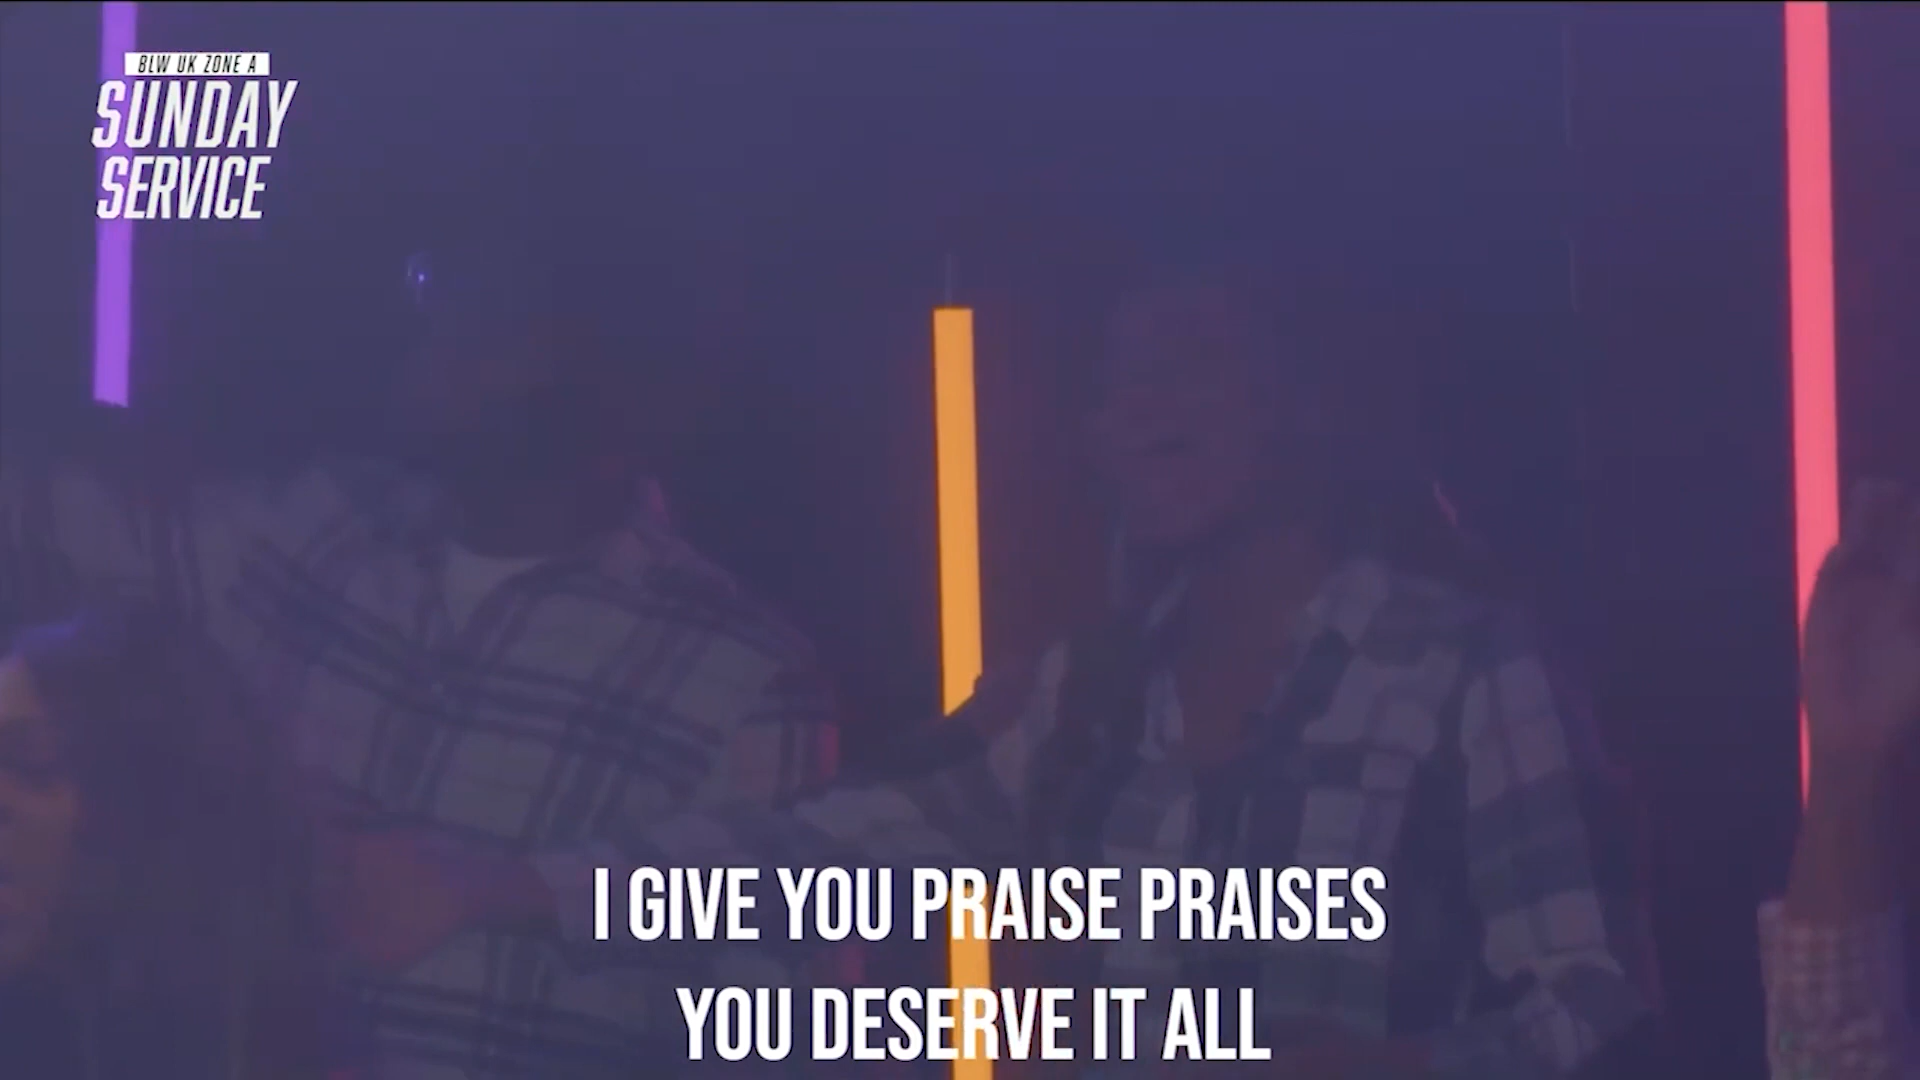 BLW UK ZONE A
SUNDAY
SERVICE
I GIVE YOU PRAISE PRAISES
YOU DESERVE IT ALL